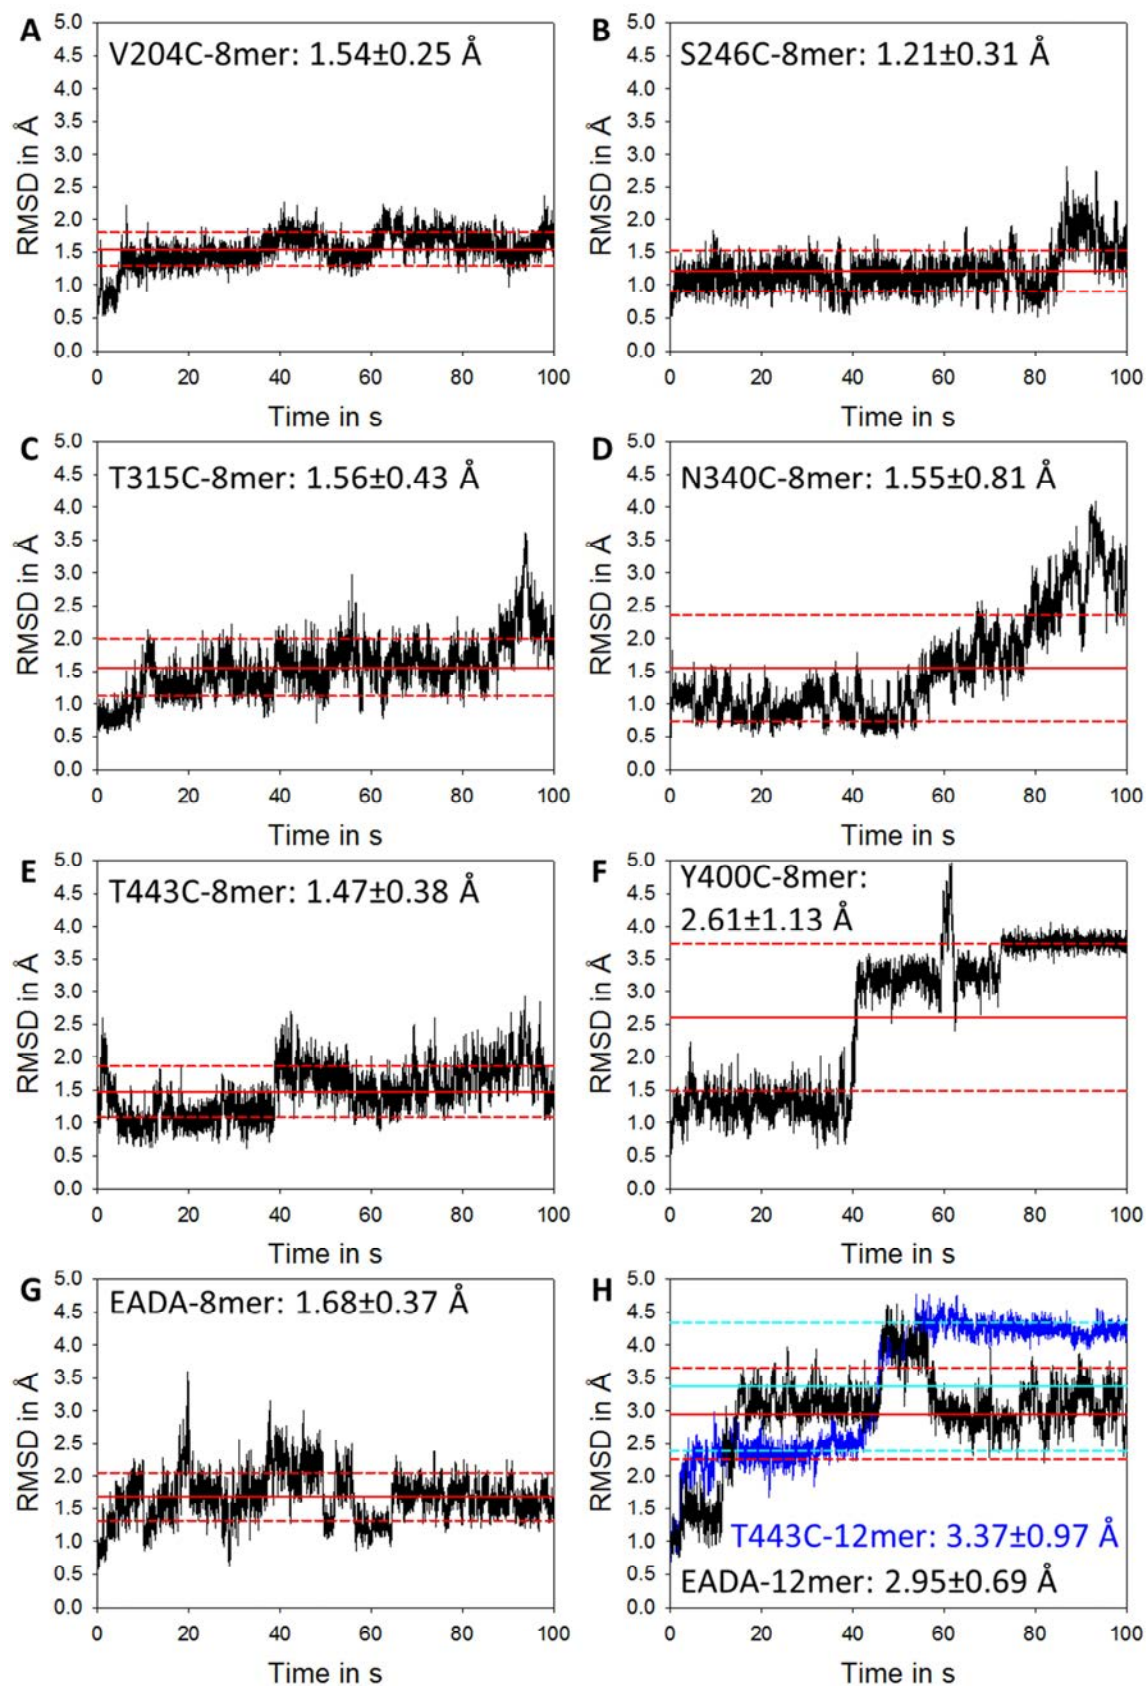 A
V204C-8mer: 1.54±0.25 Å
RMSD in Å
5.0
4.5
4.0
3.5
3.0
2.5
2.0
1.5
1.0
0.5
0.0
0 20 40 60 80 100
Time in s
B
S246C-8mer: 1.21±0.31 Å
RMSD in Å
5.0
4.5
4.0
3.5
3.0
2.5
2.0
1.5
1.0
0.5
0.0
0 20 40 60 80 100
Time in s
C
T315C-8mer: 1.56±0.43 Å
RMSD in Å
5.0
4.5
4.0
3.5
3.0
2.5
2.0
1.5
1.0
0.5
0.0
0 20 40 60 80 100
Time in s
D
N340C-8mer: 1.55±0.81 Å
RMSD in Å
5.0
4.5
4.0
3.5
3.0
2.5
2.0
1.5
1.0
0.5
0.0
0 20 40 60 80 100
Time in s
E
T443C-8mer: 1.47±0.38 Å
RMSD in Å
5.0
4.5
4.0
3.5
3.0
2.5
2.0
1.5
1.0
0.5
0.0
0 20 40 60 80 100
Time in s
F
Y400C-8mer:
2.61±1.13 Å
RMSD in Å
5.0
4.5
4.0
3.5
3.0
2.5
2.0
1.5
1.0
0.5
0.0
0 20 40 60 80 100
Time in s
G
EADA-8mer: 1.68±0.37 Å
RMSD in Å
5.0
4.5
4.0
3.5
3.0
2.5
2.0
1.5
1.0
0.5
0.0
0 20 40 60 80 100
Time in s
H
RMSD in Å
5.0
4.5
4.0
3.5
3.0
2.5
2.0
1.5
1.0
0.5
0.0
T443C-12mer: 3.37±0.97 Å
EADA-12mer: 2.95±0.69 Å
0 20 40 60 80 100
Time in s